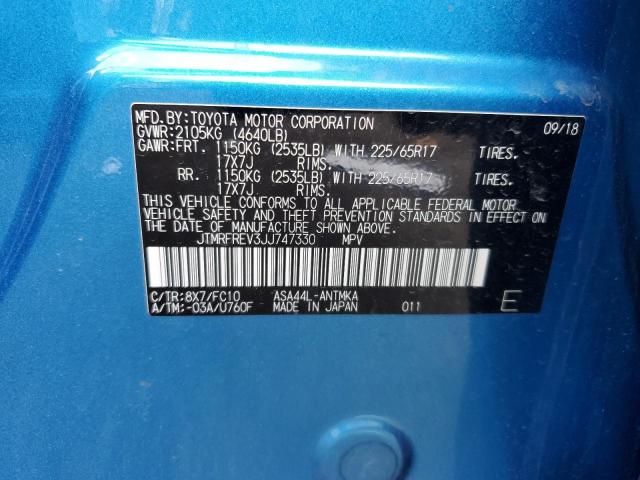 MFD.BY:TOYOTA MOTOR CORPORATION 09/18
GVWR:2105KG (4640LB)
GAWR:FRT. 1150KG (2535LB) WITH 225/65R17 TIRES.
17X7J RIMS.
RR. 1150KG (2535LB) WITH 225/65R17 TIRES.
17X7J RIMS.
THIS VEHICLE CONFORMS TO ALL APPLICABLE FEDERAL MOTOR
VEHICLE SAFETY AND THEFT PREVENTION STANDARDS IN EFFECT ON
THE DATE OF MANUFACTURE SHOWN ABOVE.
JTMRFREV3JJ747330 MPV
C/TR:8X7/FC10 ASA44L-ANTMKA
A/TM:-03A/U760F MADE IN JAPAN 011 E